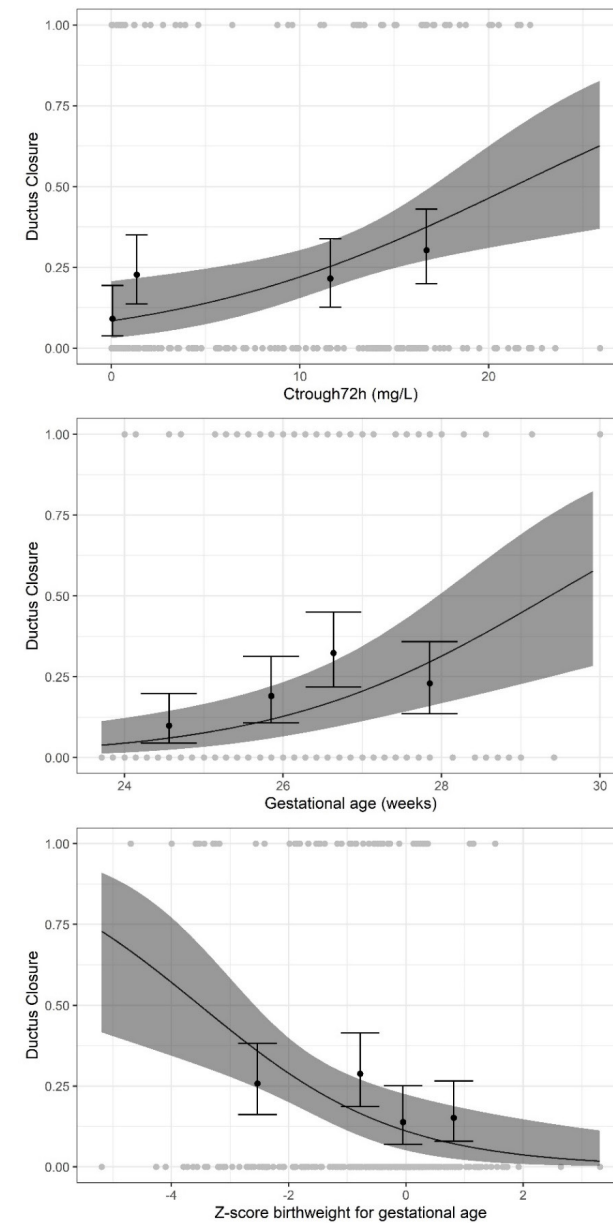 1.00
0.75
Ductus Closure
0.50
0.25
0.00
0 10 20
Ctrough72h (mg/L)
1.00
0.75
Ductus Closure
0.50
0.25
0.00
24 26 28 30
Gestational age (weeks)
1.00
0.75
Ductus Closure
0.50
0.25
0.00
-4 -2 0 2
Z-score birthweight for gestational age